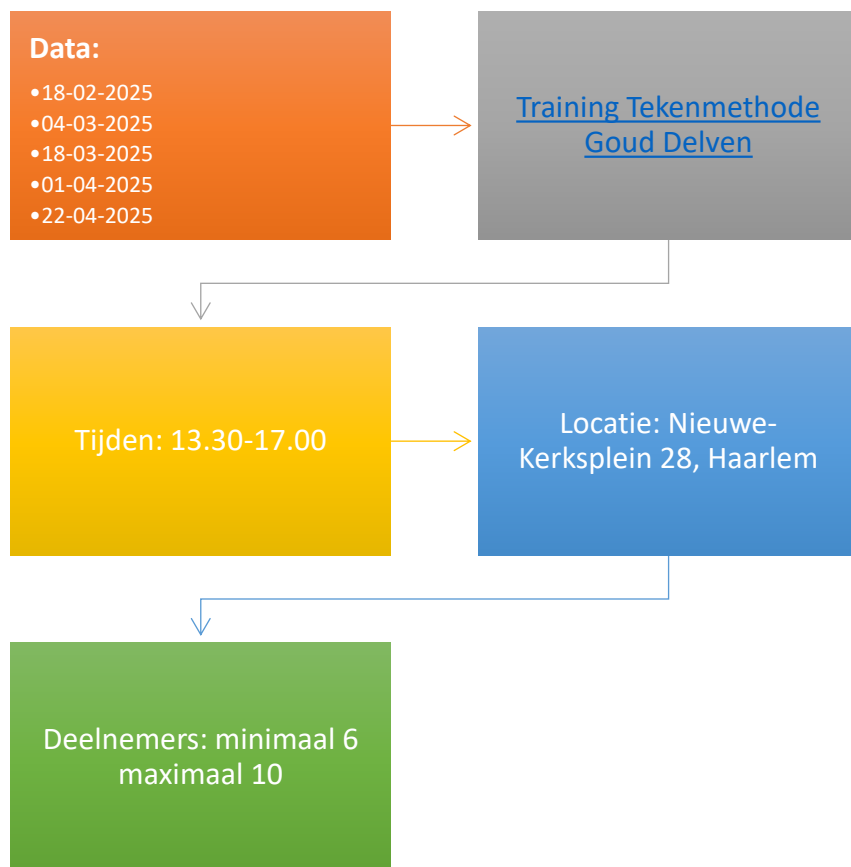 Data:
•18-02-2025
•04-03-2025
•18-03-2025
•01-04-2025
•22-04-2025
Training Tekenmethode
Goud Delven
Tijden: 13.30-17.00
Locatie: Nieuwe-
Kerksplein 28, Haarlem
Deelnemers: minimaal 6
maximaal 10